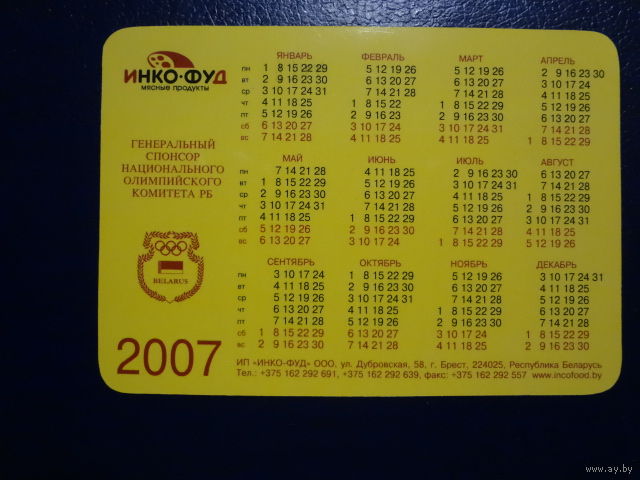 ИНКО-ФУД
мясные продукты
ГЕНЕРАЛЬНЫЙ
СПОНСОР
НАЦИОНАЛЬНОГО
ОЛИМПИЙСКОГО
КОМИТЕТА РБ
BELARUS
2007
ЯНВАРЬ ФЕВРАЛЬ МАРТ АПРЕЛЬ
пн 1 8 15 22 29 5 12 19 26 5 12 19 26 2 9 16 23 30
вт 2 9 16 23 30 6 13 20 27 6 13 20 27 3 10 17 24
ср 3 10 17 24 31 7 14 21 28 7 14 21 28 4 11 18 25
чт 4 11 18 25 1 8 15 22 1 8 15 22 29 5 12 19 26
пт 5 12 19 26 2 9 16 23 2 9 16 23 30 6 13 20 27
сб 6 13 20 27 3 10 17 24 3 10 17 24 31 7 14 21 28
вс 7 14 21 28 4 11 18 25 4 11 18 25 1 8 15 22 29
МАЙ ИЮНЬ ИЮЛЬ АВГУСТ
пн 7 14 21 28 4 11 18 25 2 9 16 23 30 6 13 20 27
вт 1 8 15 22 29 5 12 19 26 3 10 17 24 31 7 14 21 28
ср 2 9 16 23 30 6 13 20 27 4 11 18 25 1 8 15 22 29
чт 3 10 17 24 31 7 14 21 28 5 12 19 26 2 9 16 23 30
пт 4 11 18 25 1 8 15 22 29 6 13 20 27 3 10 17 24 31
сб 5 12 19 26 2 9 16 23 30 7 14 21 28 4 11 18 25
вс 6 13 20 27 3 10 17 24 1 8 15 22 29 5 12 19 26
СЕНТЯБРЬ ОКТЯБРЬ НОЯБРЬ ДЕКАБРЬ
пн 3 10 17 24 1 8 15 22 29 5 12 19 26 3 10 17 24 31
вт 4 11 18 25 2 9 16 23 30 6 13 20 27 4 11 18 25
ср 5 12 19 26 3 10 17 24 31 7 14 21 28 5 12 19 26
чт 6 13 20 27 4 11 18 25 1 8 15 22 29 6 13 20 27
пт 7 14 21 28 5 12 19 26 2 9 16 23 30 7 14 21 28
сб 1 8 15 22 29 6 13 20 27 3 10 17 24 1 8 15 22 29
вс 2 9 16 23 30 7 14 21 28 4 11 18 25 2 9 16 23 30
ИП «ИНКО-ФУД» ООО, ул. Дубровская, 58, г. Брест, 224025, Республика Беларусь
Тел.: +375 162 292 691, +375 162 292 639, факс: +375 162 292 557 www.incofood.by
www.ay.by